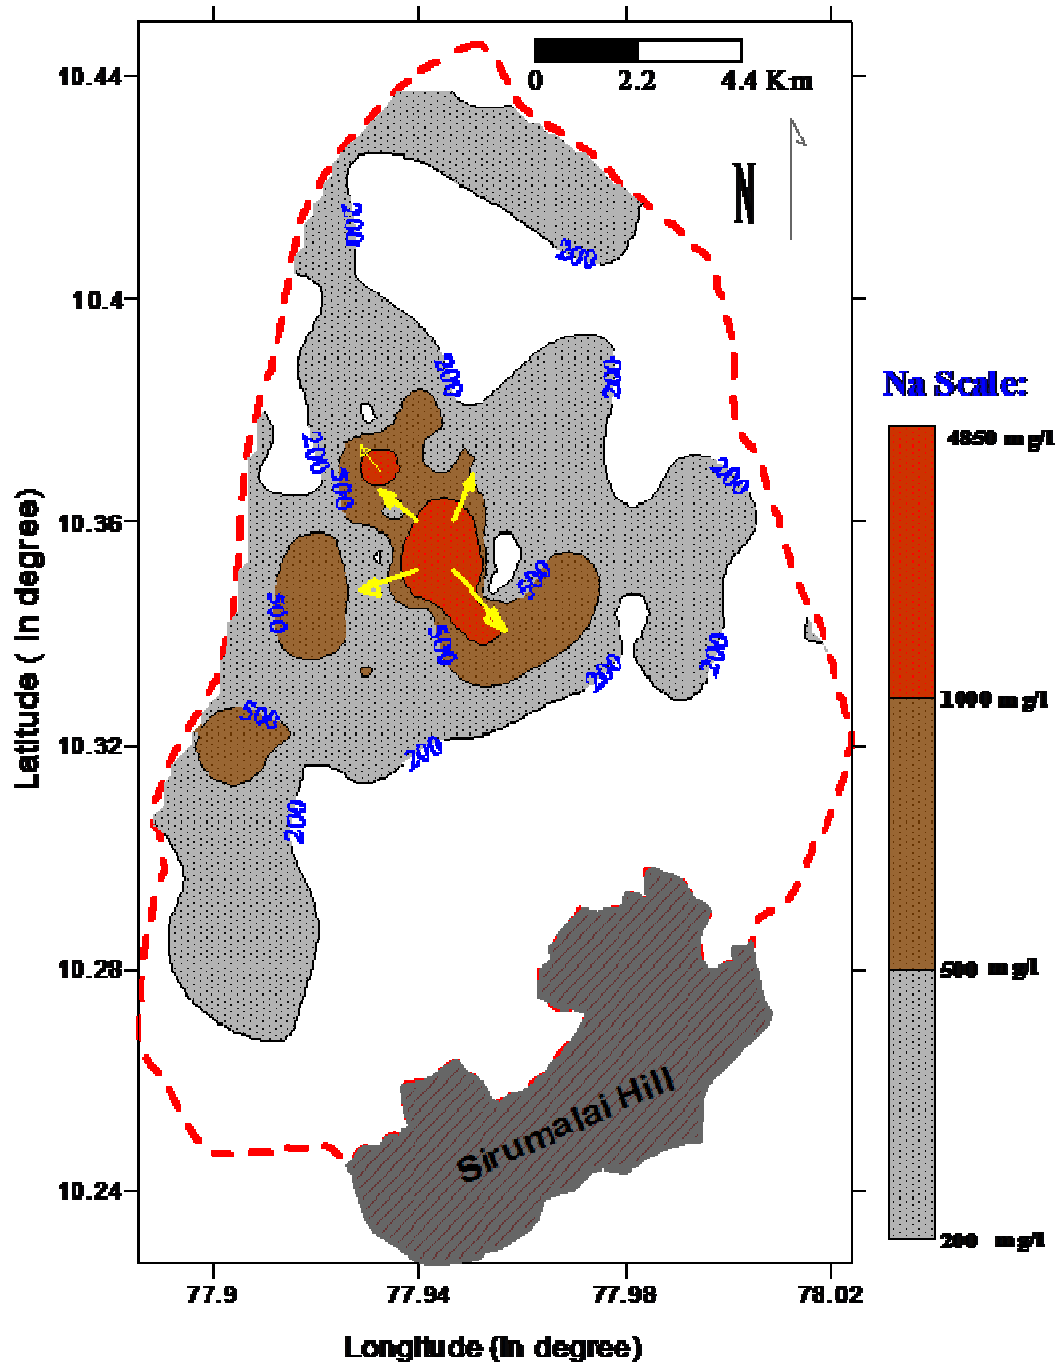 10.44
0 2.2 4.4 Km
N
200
200
10.4
200
200
Na Scale:
4850 mg/l
200
500
200
10.36
500
500
500
200
200
Latitude ( in degree)
1000 mg/l
500
10.32
200
200
10.28
500 mg/l
Sirumalai Hill
10.24
200 mg/l
77.9 77.94 77.98 78.02
Longitude (in degree)